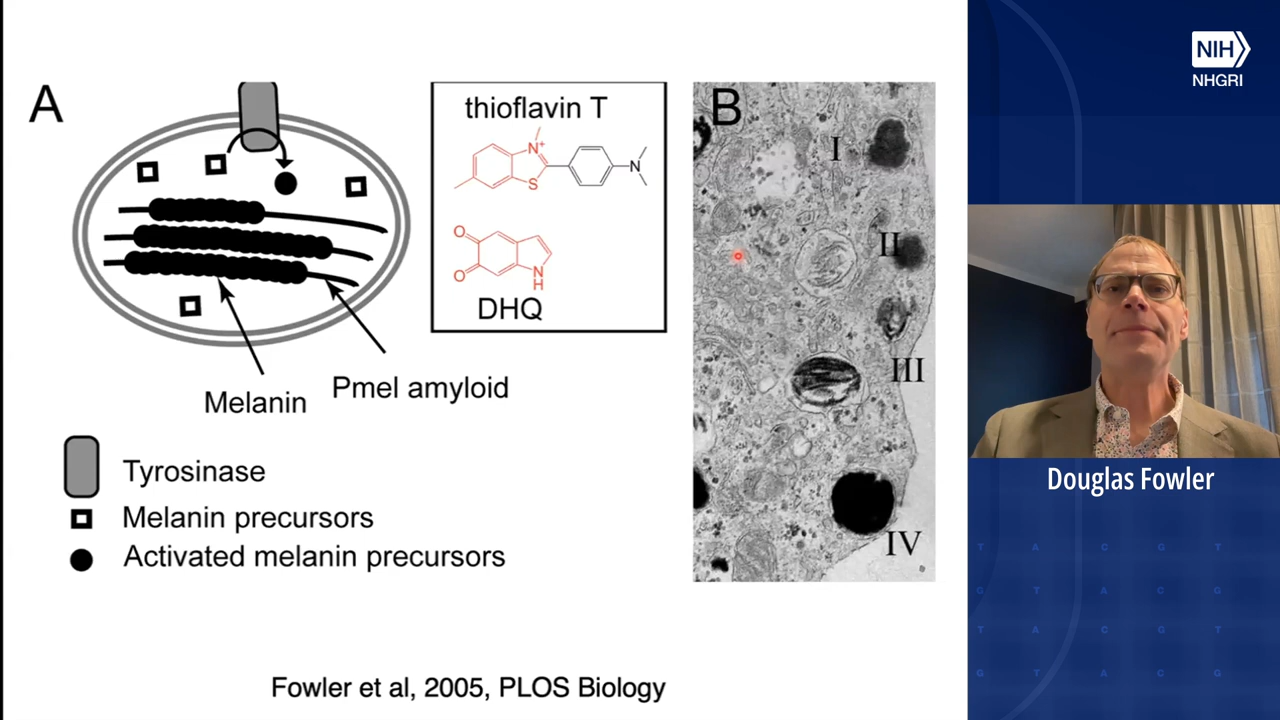 A
thioflavin T
N+
S
N
O
O
N
H
DHQ
Melanin
Pmel amyloid
Tyrosinase
Melanin precursors
Activated melanin precursors
B
I
II
III
IV
Fowler et al, 2005, PLOS Biology
NIH
NHGRI
Douglas Fowler
T A C G T
G T A C G
T A C G T
G T A C G